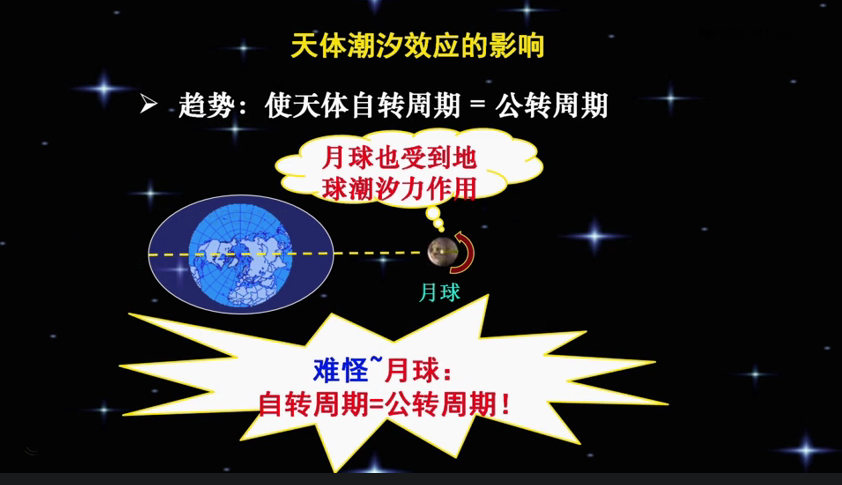 天体潮汐效应的影响
➢ 趋势：使天体自转周期 = 公转周期
月球也受到地
球潮汐力作用
月球
难怪~月球：
自转周期=公转周期！